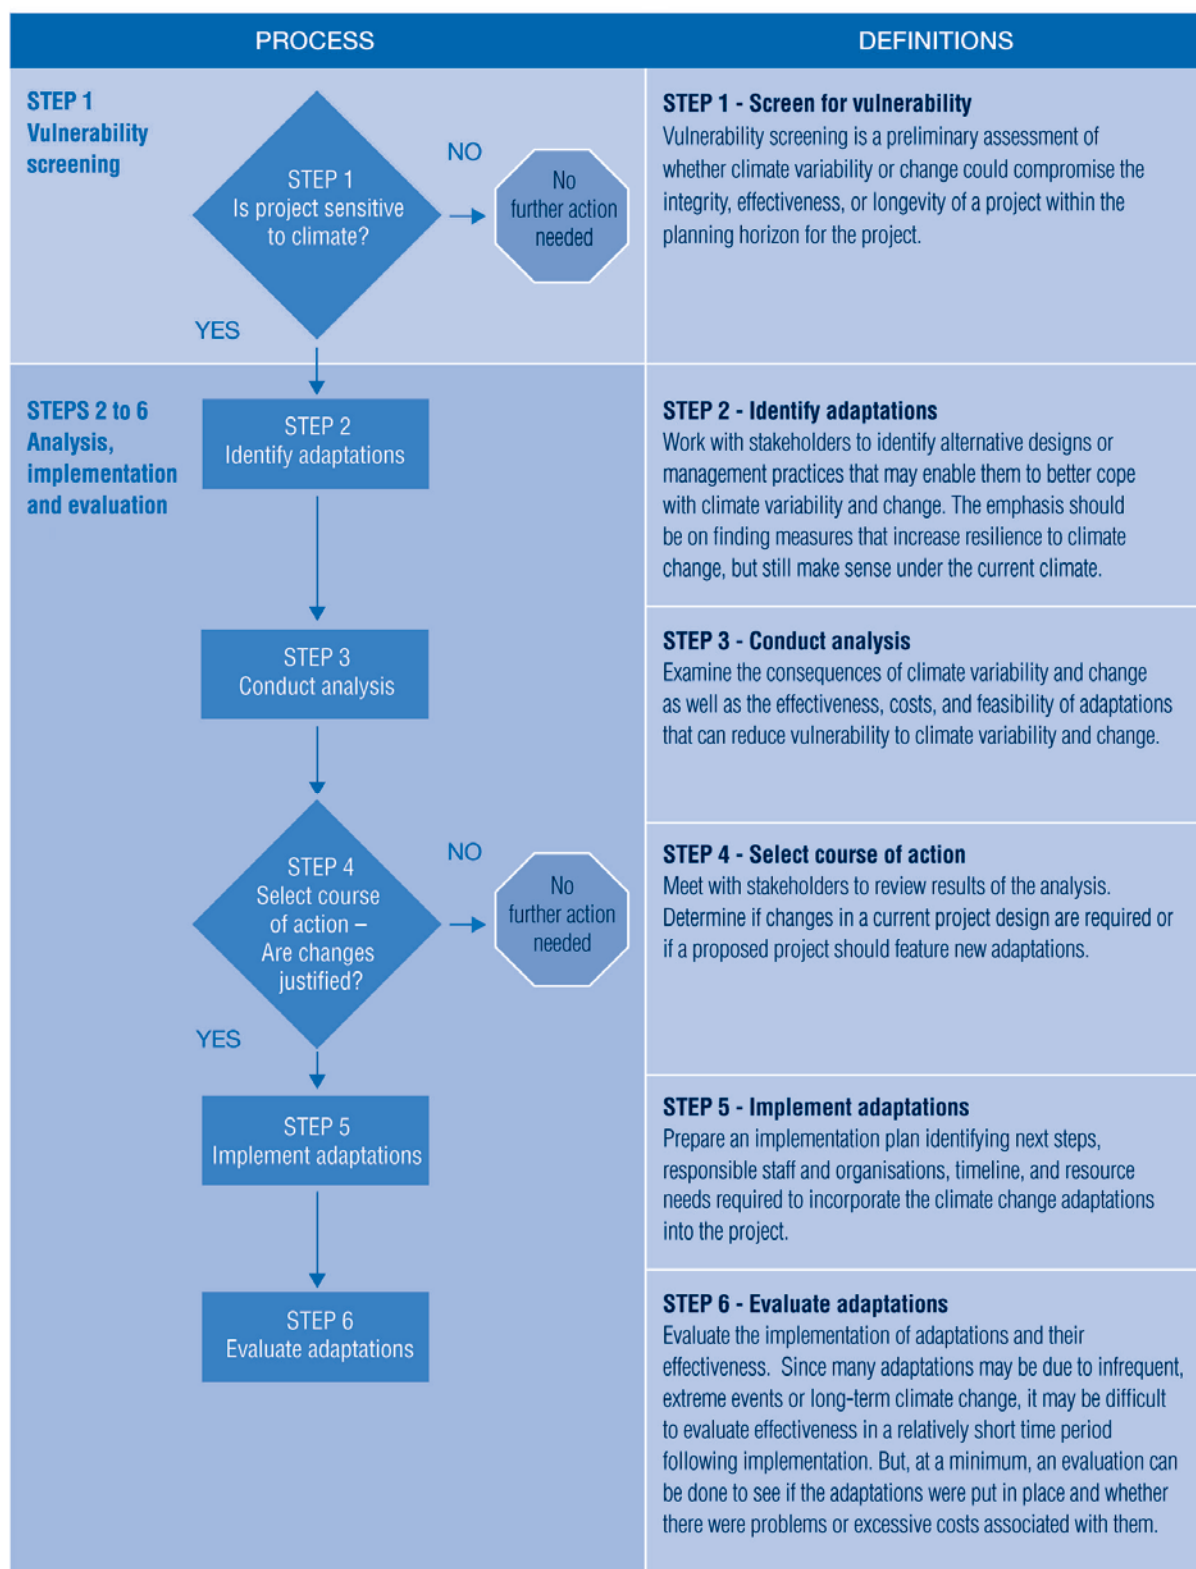 PROCESS
DEFINITIONS
STEP 1
Vulnerability
screening
STEP 1
Is project sensitive
to climate?
NO
No
further action
needed
YES
STEP 1 - Screen for vulnerability
Vulnerability screening is a preliminary assessment of
whether climate variability or change could compromise the
integrity, effectiveness, or longevity of a project within the
planning horizon for the project.
STEPS 2 to 6
Analysis,
implementation
and evaluation
STEP 2
Identify adaptations
STEP 2 - Identify adaptations
Work with stakeholders to identify alternative designs or
management practices that may enable them to better cope
with climate variability and change. The emphasis should
be on finding measures that increase resilience to climate
change, but still make sense under the current climate.
STEP 3
Conduct analysis
STEP 3 - Conduct analysis
Examine the consequences of climate variability and change
as well as the effectiveness, costs, and feasibility of adaptations
that can reduce vulnerability to climate variability and change.
STEP 4
Select course
of action –
Are changes
justified?
NO
No
further action
needed
YES
STEP 4 - Select course of action
Meet with stakeholders to review results of the analysis.
Determine if changes in a current project design are required or
if a proposed project should feature new adaptations.
STEP 5
Implement adaptations
STEP 5 - Implement adaptations
Prepare an implementation plan identifying next steps,
responsible staff and organisations, timeline, and resource
needs required to incorporate the climate change adaptations
into the project.
STEP 6
Evaluate adaptations
STEP 6 - Evaluate adaptations
Evaluate the implementation of adaptations and their
effectiveness.  Since many adaptations may be due to infrequent,
extreme events or long-term climate change, it may be difficult
to evaluate effectiveness in a relatively short time period
following implementation. But, at a minimum, an evaluation can
be done to see if the adaptations were put in place and whether
there were problems or excessive costs associated with them.